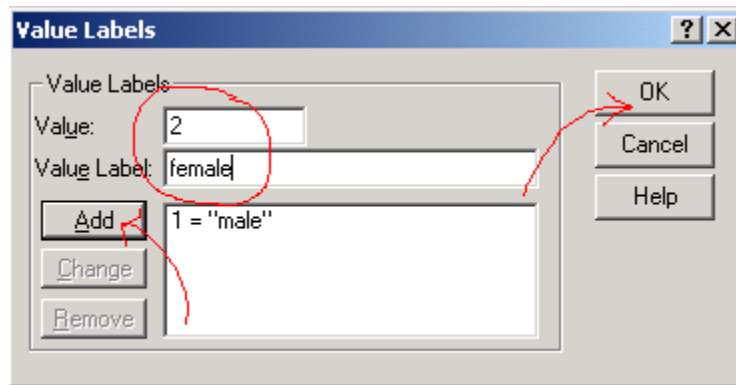 Value Labels
? X
Value Labels
Value: 2
Value Label: female
Add
Change
Remove
1 = "male"
OK
Cancel
Help